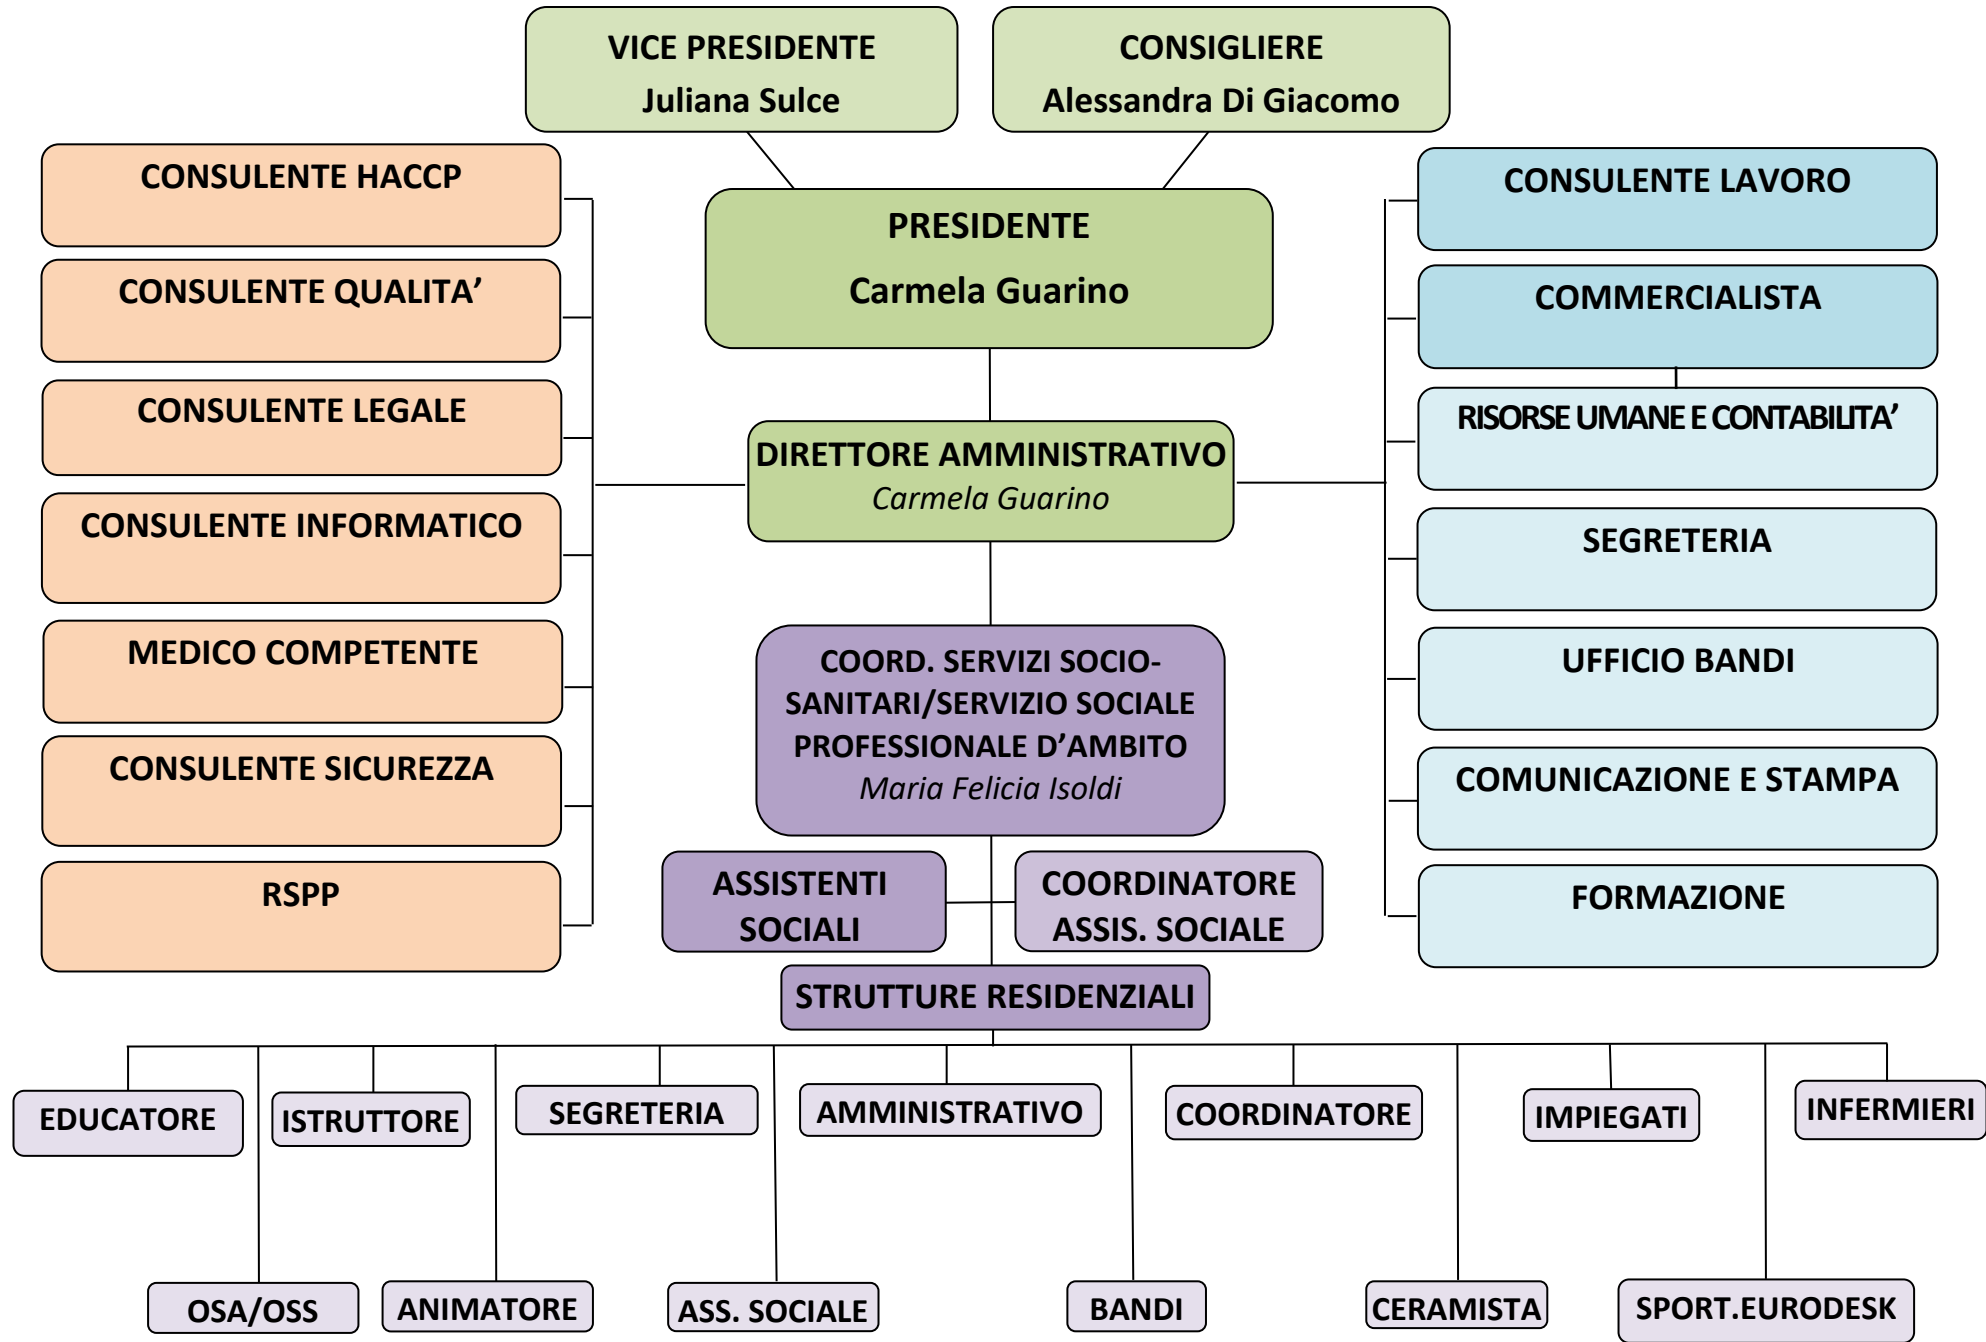 VICE PRESIDENTE
Juliana Sulce
CONSIGLIERE
Alessandra Di Giacomo
PRESIDENTE
Carmela Guarino
CONSULENTE HACCP
CONSULENTE QUALITA’
CONSULENTE LEGALE
CONSULENTE INFORMATICO
MEDICO COMPETENTE
CONSULENTE SICUREZZA
RSPP
DIRETTORE AMMINISTRATIVO
Carmela Guarino
CONSULENTE LAVORO
COMMERCIALISTA
RISORSE UMANE E CONTABILITA’
SEGRETERIA
UFFICIO BANDI
COMUNICAZIONE E STAMPA
FORMAZIONE
COORD. SERVIZI SOCIO-
SANITARI/SERVIZIO SOCIALE
PROFESSIONALE D’AMBITO
Maria Felicia Isoldi
ASSISTENTI
SOCIALI
COORDINATORE
ASSIS. SOCIALE
STRUTTURE RESIDENZIALI
EDUCATORE
ISTRUTTORE
SEGRETERIA
AMMINISTRATIVO
COORDINATORE
IMPIEGATI
INFERMIERI
OSA/OSS
ANIMATORE
ASS. SOCIALE
BANDI
CERAMISTA
SPORT.EURODESK